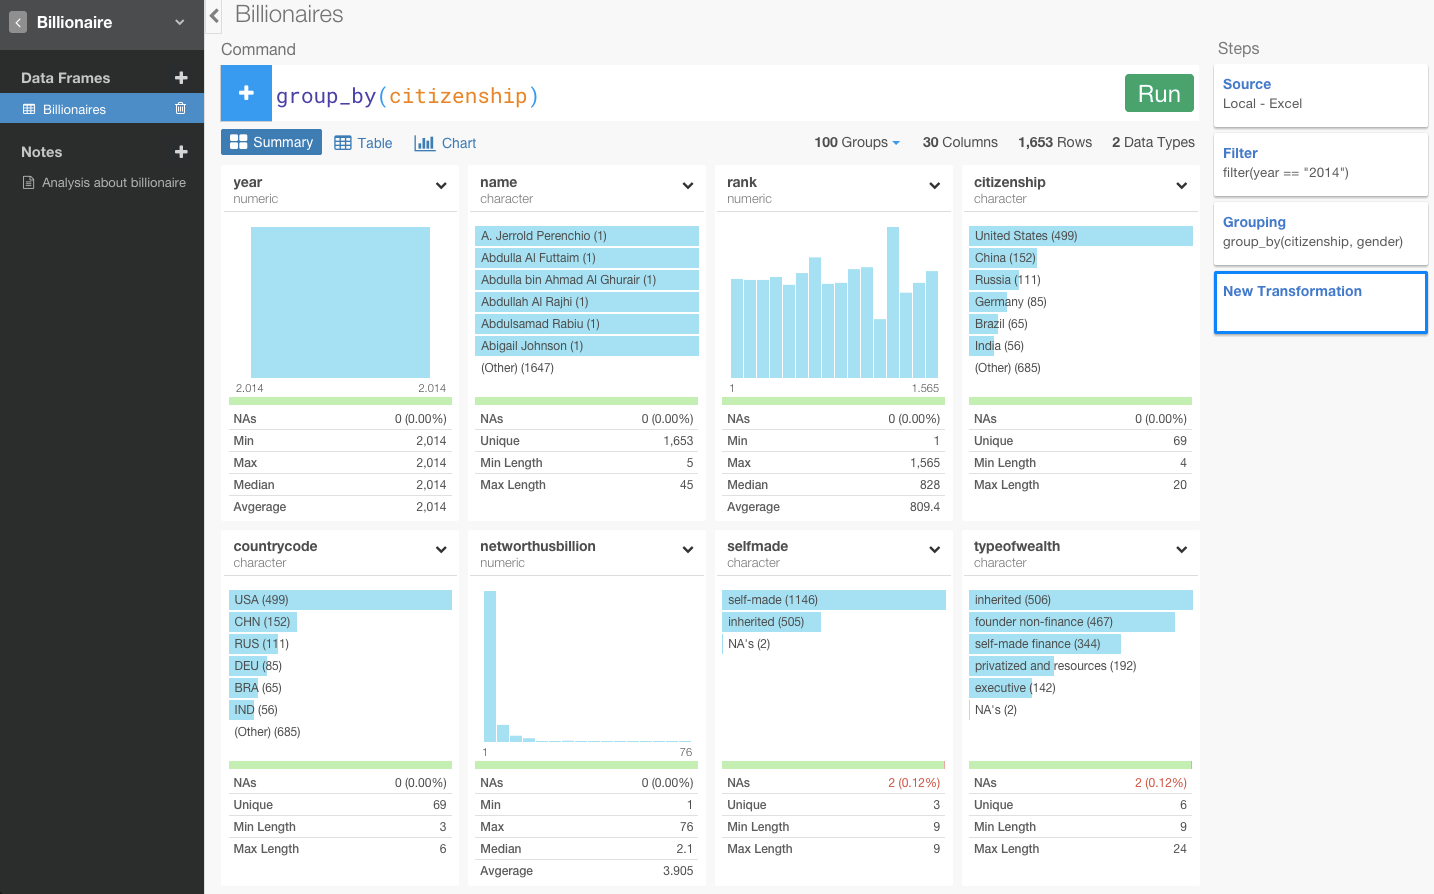 Billionaire
Data Frames
Billionaires
Notes
Analysis about billionaire
Billionaires
Command
group_by(citizenship)
Run
Summary
Table
Chart
100 Groups
30 Columns
1,653 Rows
2 Data Types
year
numeric
2.014 2.014
NAs 0 (0.00%)
Min 2,014
Max 2,014
Median 2,014
Avgerage 2,014
name
character
A. Jerrold Perenchio (1)
Abdulla Al Futtaim (1)
Abdulla bin Ahmad Al Ghurair (1)
Abdullah Al Rajhi (1)
Abdulsamad Rabiu (1)
Abigail Johnson (1)
(Other) (1647)
NAs 0 (0.00%)
Unique 1,653
Min Length 5
Max Length 45
rank
numeric
1 1.565
NAs 0 (0.00%)
Min 1
Max 1,565
Median 828
Avgerage 809.4
citizenship
character
United States (499)
China (152)
Russia (111)
Germany (85)
Brazil (65)
India (56)
(Other) (685)
NAs 0 (0.00%)
Unique 69
Min Length 4
Max Length 20
countrycode
character
USA (499)
CHN (152)
RUS (111)
DEU (85)
BRA (65)
IND (56)
(Other) (685)
NAs 0 (0.00%)
Unique 69
Min Length 3
Max Length 6
networthusbillion
numeric
1 76
NAs 0 (0.00%)
Min 1
Max 76
Median 2.1
Avgerage 3.905
selfmade
character
self-made (1146)
inherited (505)
NA's (2)
NAs 2 (0.12%)
Unique 3
Min Length 9
Max Length 9
typeofwealth
character
inherited (506)
founder non-finance (467)
self-made finance (344)
privatized and resources (192)
executive (142)
NA's (2)
NAs 2 (0.12%)
Unique 6
Min Length 9
Max Length 24
Steps
Source
Local - Excel
Filter
filter(year == "2014")
Grouping
group_by(citizenship, gender)
New Transformation